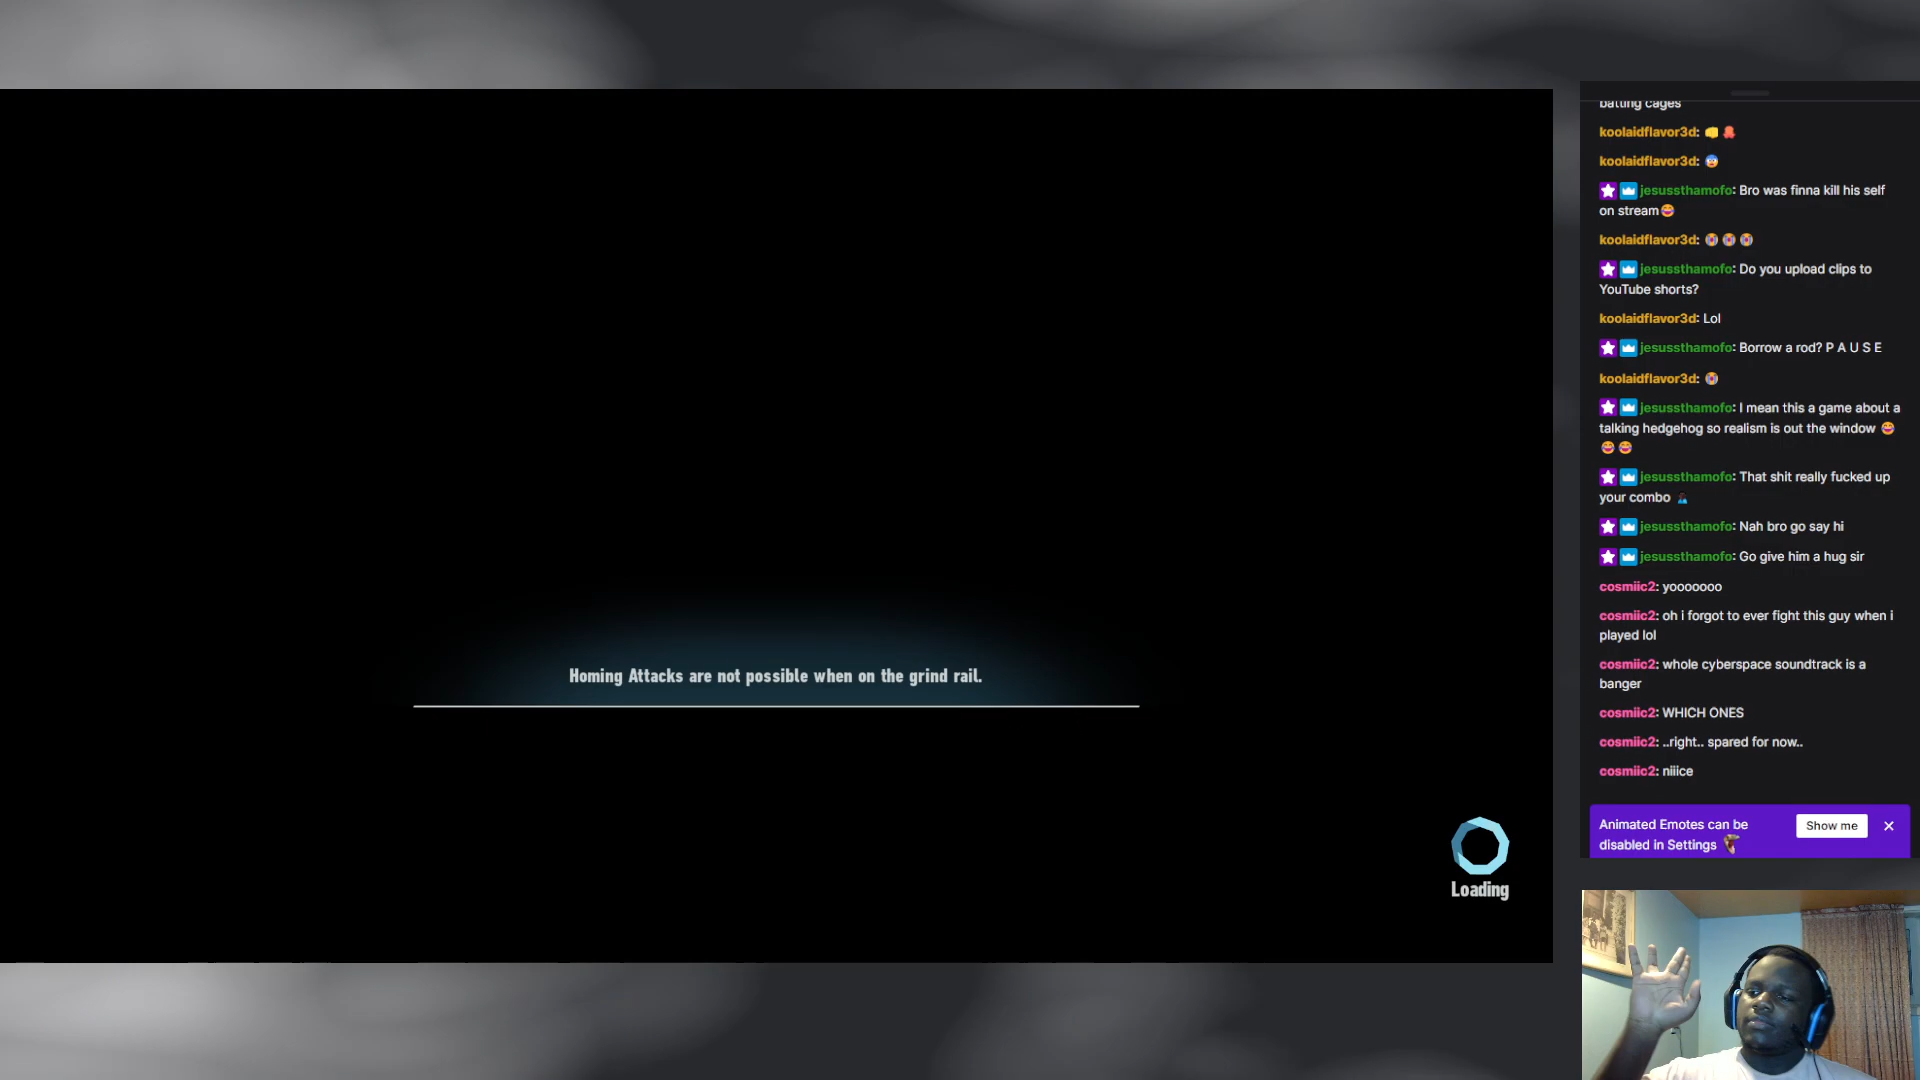 Homing Attacks are not possible when on the grind rail.
Loading
batting cages
koolaidflavor3d:
koolaidflavor3d:
jesussthamofo: Bro was finna kill his self
on stream
koolaidflavor3d:
jesussthamofo: Do you upload clips to
YouTube shorts?
koolaidflavor3d: Lol
jesussthamofo: Borrow a rod? P A U S E
koolaidflavor3d:
jesussthamofo: I mean this a game about a
talking hedgehog so realism is out the window
jesussthamofo: That shit really fucked up
your combo
jesussthamofo: Nah bro go say hi
jesussthamofo: Go give him a hug sir
cosmiic2: yooooooo
cosmiic2: oh i forgot to ever fight this guy when i
played lol
cosmiic2: whole cyberspace soundtrack is a
banger
cosmiic2: WHICH ONES
cosmiic2: ..right.. spared for now..
cosmiic2: niiice
Animated Emotes can be
disabled in Settings
Show me